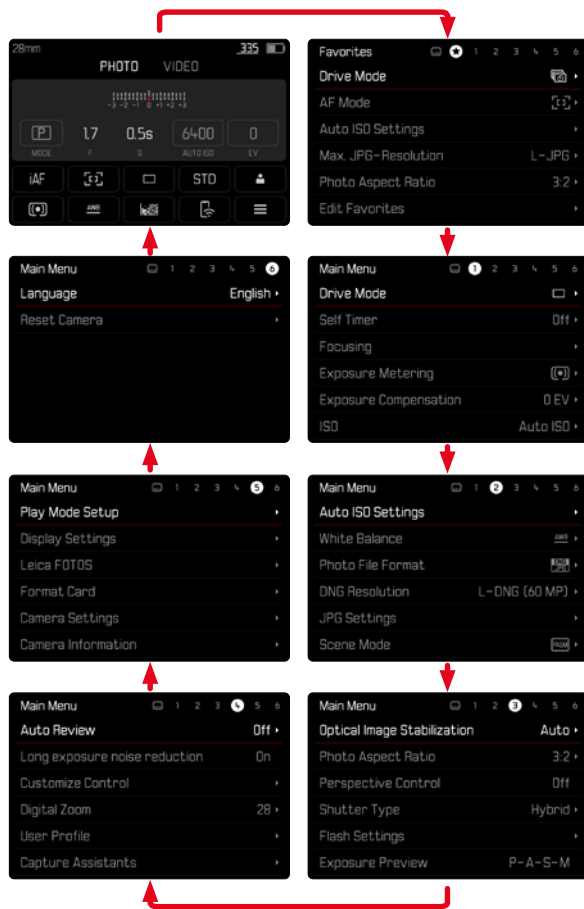 28mm 335
PHOTO VIDEO
-3 -2 -1 0 +1 +2 +3
P 1.7 0.5s 6400 0
MODE F S AUTO ISO EV
iAF STD
AWB
Favorites 1 2 3 4 5 6
Drive Mode
AF Mode
Auto ISO Settings
Max. JPG-Resolution L-JPG
Photo Aspect Ratio 3:2
Edit Favorites
Main Menu 1 2 3 4 5 6
Drive Mode
Self Timer Off
Focusing
Exposure Metering
Exposure Compensation 0 EV
ISO Auto ISO
Main Menu 1 2 3 4 5 6
Auto ISO Settings
White Balance AWB
Photo File Format
DNG Resolution L-DNG (60 MP)
JPG Settings
Scene Mode PASM
Main Menu 1 2 3 4 5 6
Optical Image Stabilization Auto
Photo Aspect Ratio 3:2
Perspective Control Off
Shutter Type Hybrid
Flash Settings
Exposure Preview P-A-S-M
Main Menu 1 2 3 4 5 6
Auto Review Off
Long exposure noise reduction On
Customize Control
Digital Zoom 28
User Profile
Capture Assistants
Main Menu 1 2 3 4 5 6
Play Mode Setup
Display Settings
Leica FOTOS
Format Card
Camera Settings
Camera Information
Main Menu 1 2 3 4 5 6
Language English
Reset Camera